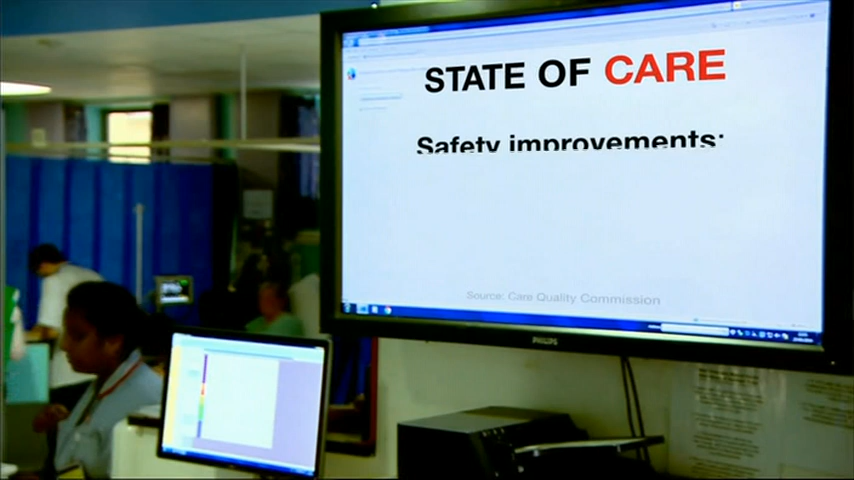 STATE OF CARE
Safety improvements:
Source: Care Quality Commission
PHILIPS